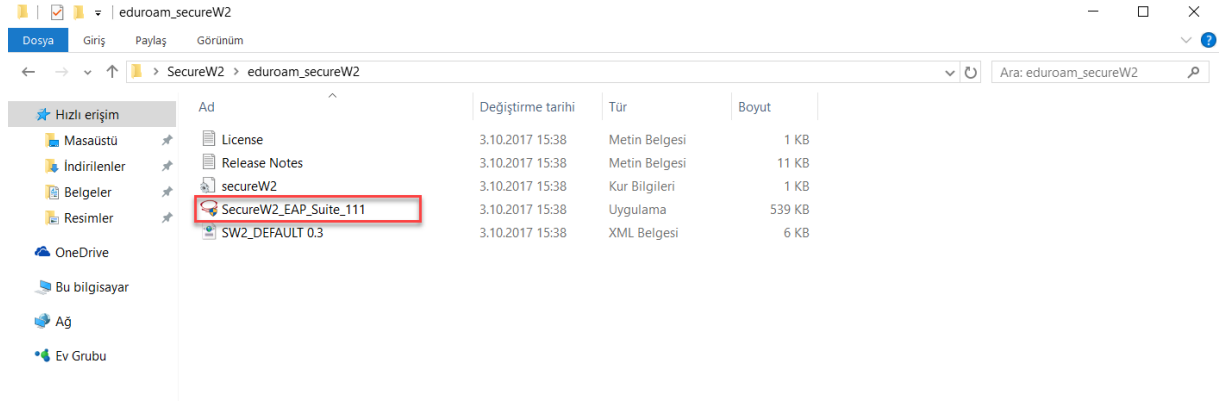 eduroam_secureW2
Dosya Giriş Paylaş Görünüm
SecureW2 > eduroam_secureW2 Ara: eduroam_secureW2
Hızlı erişim
Masaüstü
İndirilenler
Belgeler
Resimler
OneDrive
Bu bilgisayar
Ağ
Ev Grubu
Ad Değiştirme tarihi Tür Boyut
License 3.10.2017 15:38 Metin Belgesi 1 KB
Release Notes 3.10.2017 15:38 Metin Belgesi 11 KB
secureW2 3.10.2017 15:38 Kur Bilgileri 1 KB
SecureW2_EAP_Suite_111 3.10.2017 15:38 Uygulama 539 KB
SW2_DEFAULT 0.3 3.10.2017 15:38 XML Belgesi 6 KB